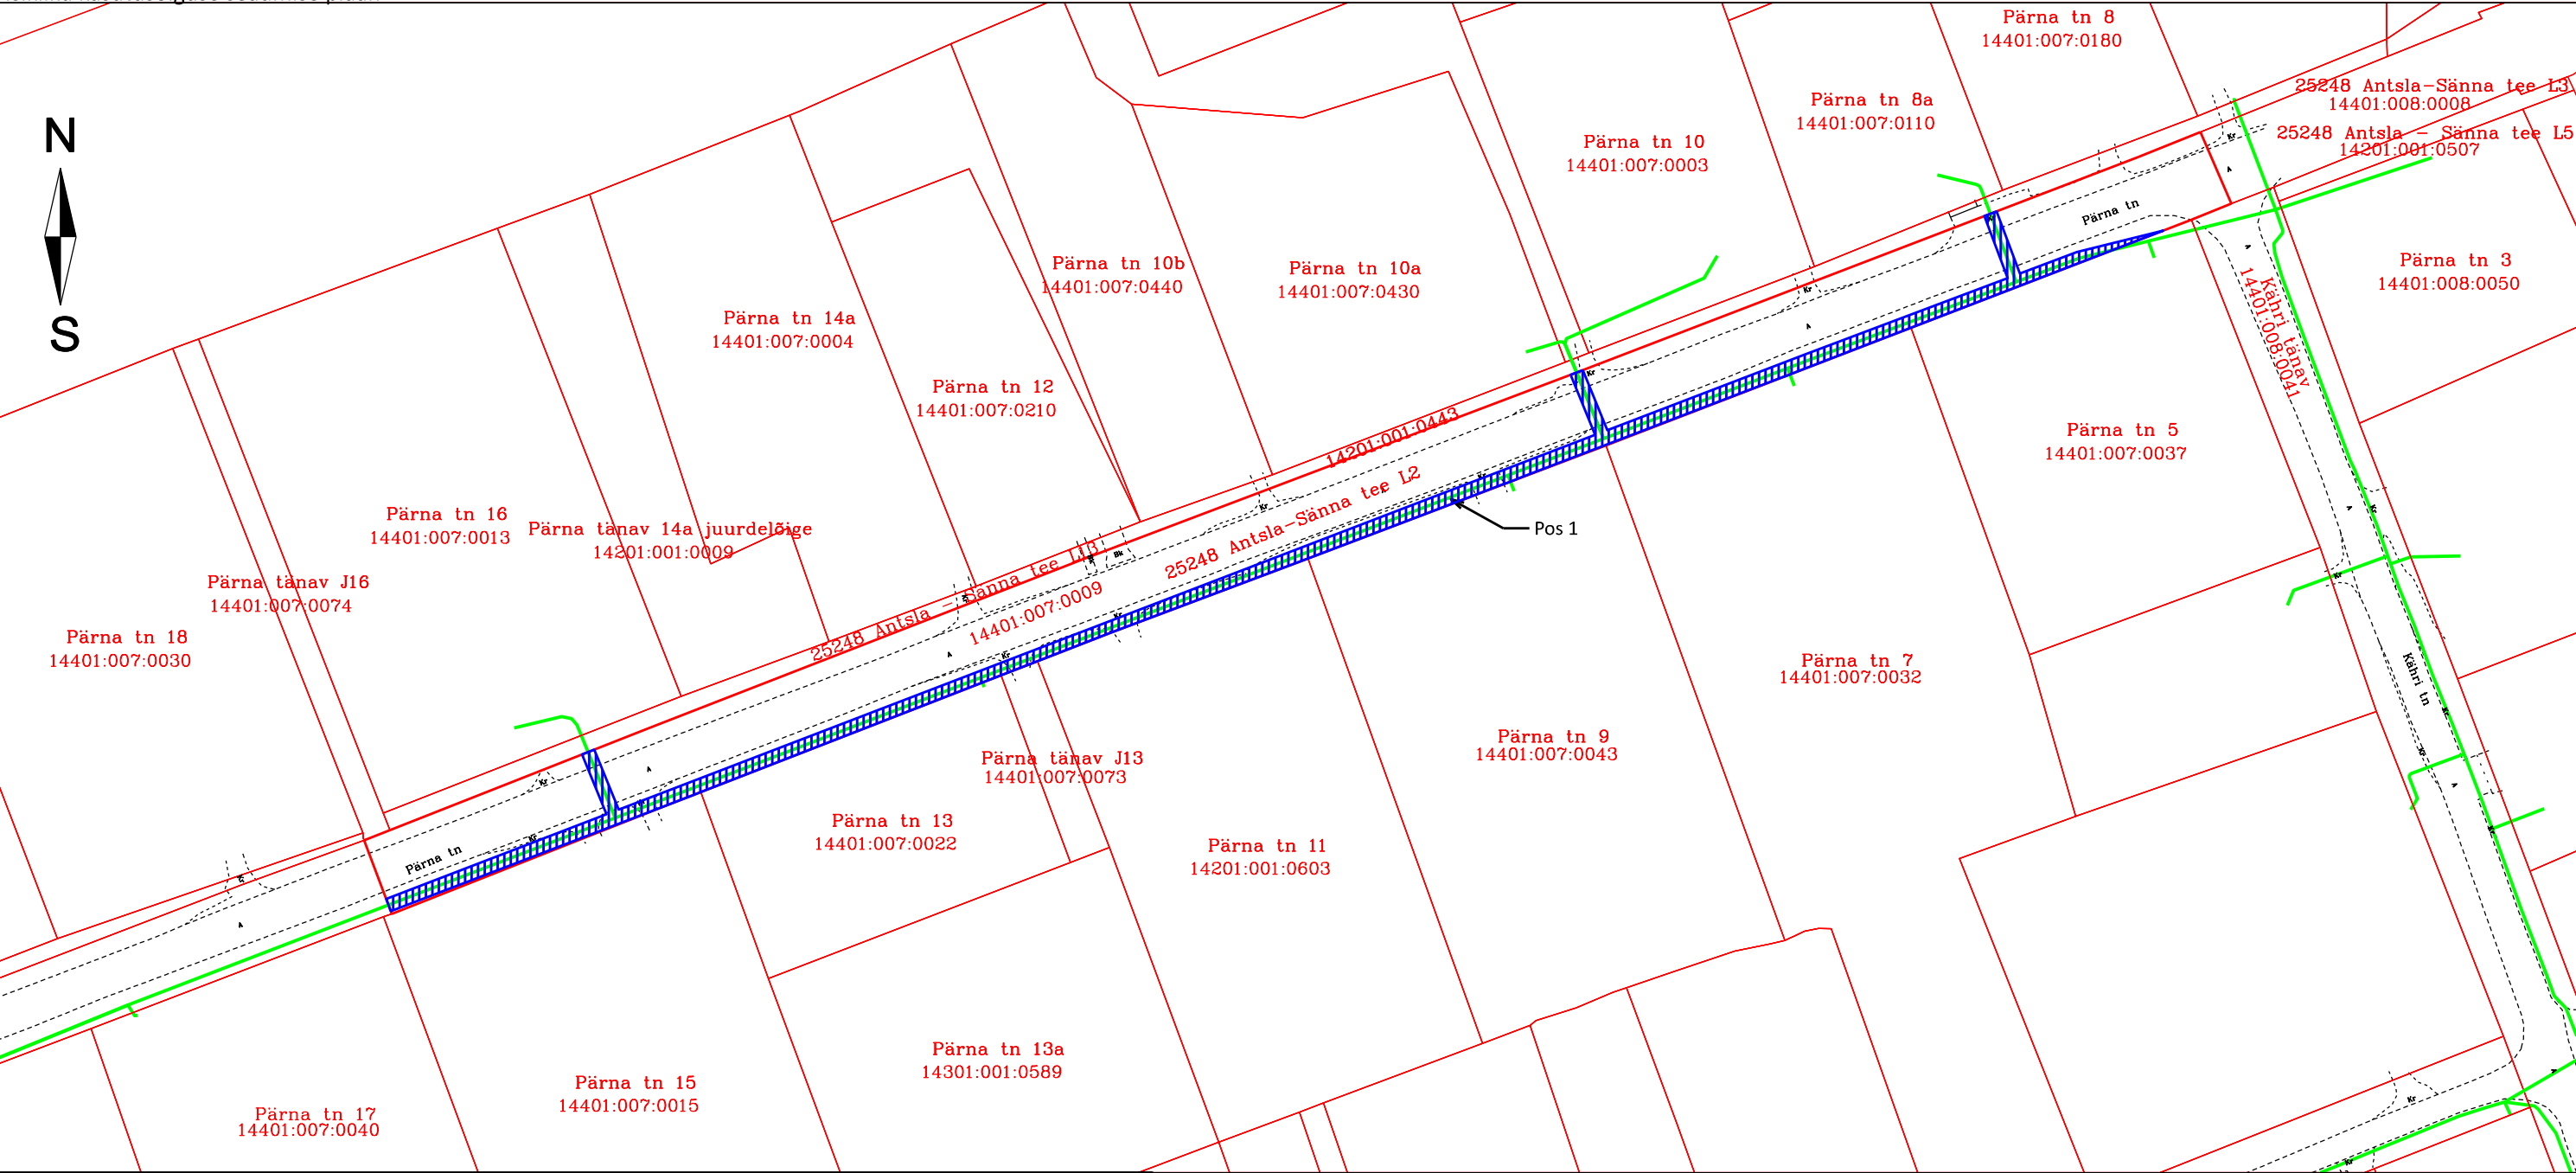 N
S
Pärna tn 8
14401:007:0180
25248 Antsla-Sänna tee L3
14401:008:0008
25248 Antsla - Sänna tee L5
14201:001:0507
Pärna tn 8a
14401:007:0110
Pärna tn 10
14401:007:0003
Pärna tn
Pärna tn 3
14401:008:0050
Kähri tänav
14401:008:0041
Pärna tn 10b
14401:007:0440
Pärna tn 10a
14401:007:0430
Pärna tn 14a
14401:007:0004
Pärna tn 12
14401:007:0210
14201:001:0443
25248 Antsla-Sänna tee L2
Pos 1
Pärna tn 5
14401:007:0037
Pärna tn 16
14401:007:0013
Pärna tänav 14a juurdelõige
14201:001:0009
Pärna tänav J16
14401:007:0074
25248 Antsla - Sänna tee L13
14401:007:0009
Pärna tn 18
14401:007:0030
Pärna tn 7
14401:007:0032
Kähri tn
Pärna tn 9
14401:007:0043
Pärna tänav J13
14401:007:0073
Pärna tn 13
14401:007:0022
Pärna tn 11
14201:001:0603
Pärna tn
Pärna tn 13a
14301:001:0589
Pärna tn 15
14401:007:0015
Pärna tn 17
14401:007:0040